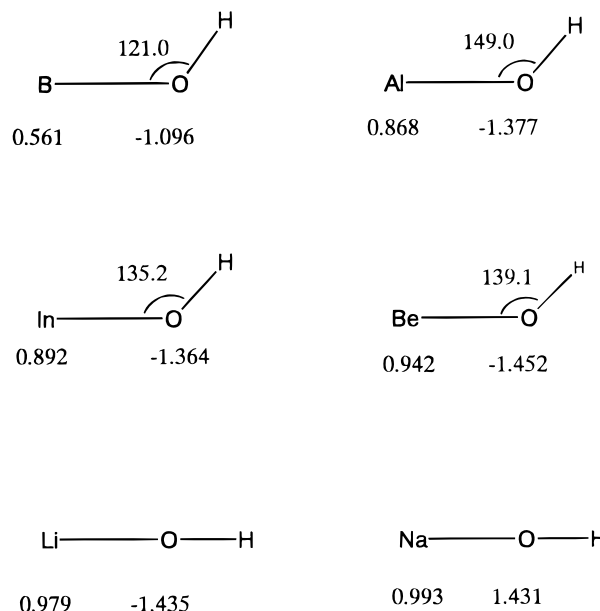 H
H
121.0
149.0
B
O
Al
O
0.561 -1.096
0.868 -1.377
H
H
135.2
139.1
In
O
Be
O
0.892 -1.364
0.942 -1.452
Li O H
Na O H
0.979 -1.435
0.993 1.431